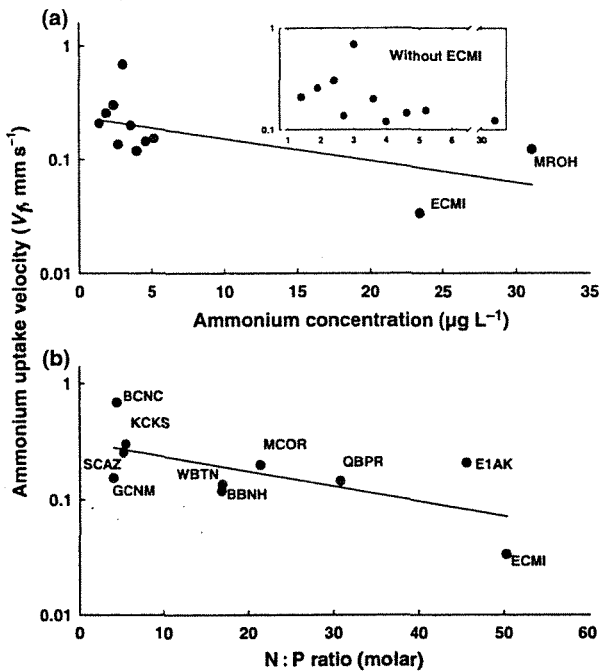 (a)
1
0.1
0.01
0 5 10 15 20 25 30 35
Ammonium concentration (µg L⁻¹)
MROH
ECMI
Without ECMI
1
0.1
1 2 3 4 5 6 30
Ammonium uptake velocity (Vf, mm s⁻¹)
(b)
1
0.1
0.01
0 10 20 30 40 50 60
N : P ratio (molar)
BCNC
KCKS
SCAZ
GCNM
WBTN
BBNH
MCOR
QBPR
E1AK
ECMI